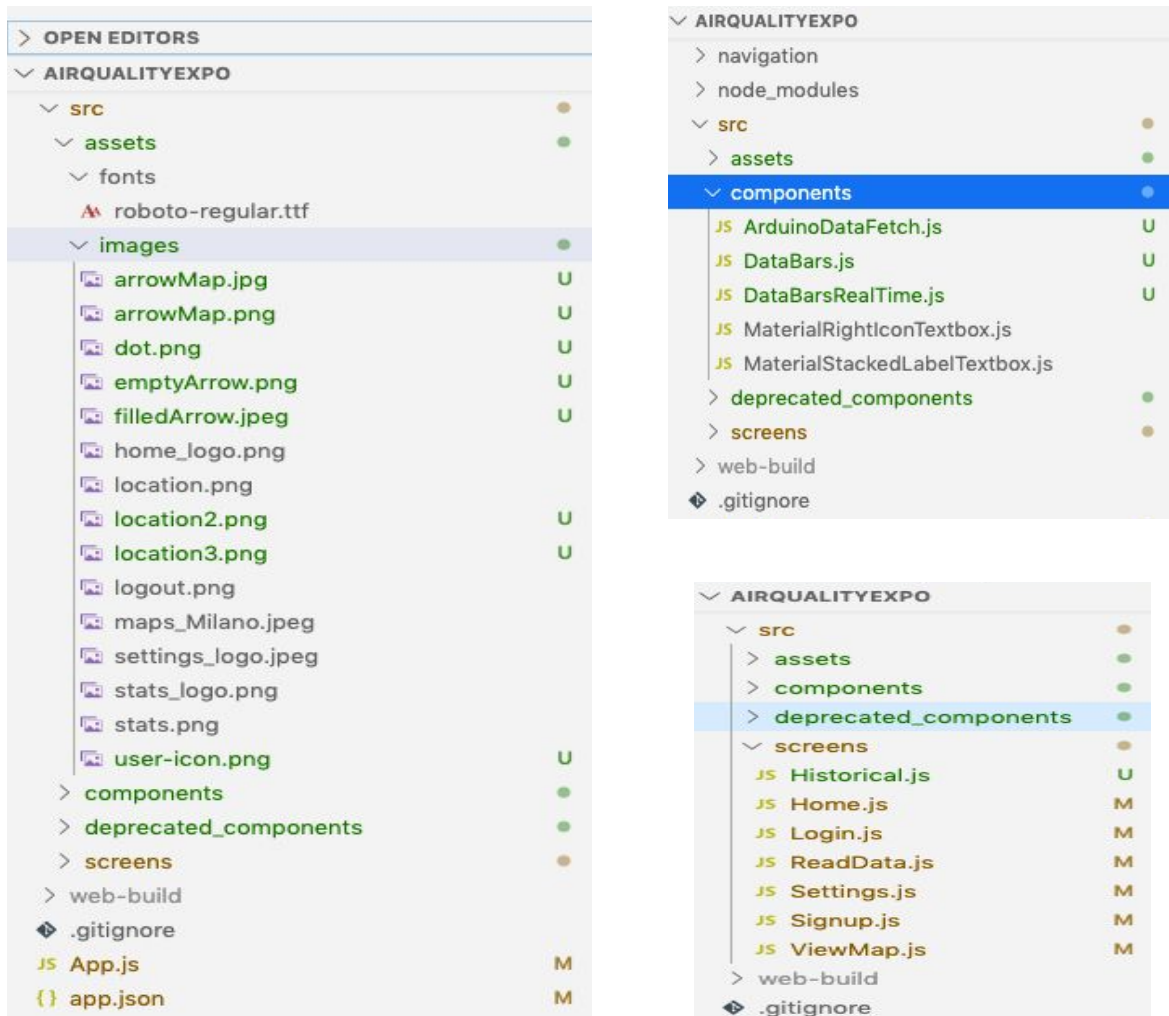 OPEN EDITORS
AIRQUALITYEXPO
src
assets
fonts
roboto-regular.ttf
images
arrowMap.jpg U
arrowMap.png U
dot.png U
emptyArrow.png U
filledArrow.jpeg U
home_logo.png
location.png
location2.png U
location3.png U
logout.png
maps_Milano.jpeg
settings_logo.jpeg
stats_logo.png
stats.png
user-icon.png U
components
deprecated_components
screens
web-build
.gitignore
JS App.js M
{} app.json M
AIRQUALITYEXPO
navigation
node_modules
src
assets
components
JS ArduinoDataFetch.js U
JS DataBars.js U
JS DataBarsRealTime.js U
JS MaterialRightIconTextbox.js
JS MaterialStackedLabelTextbox.js
deprecated_components
screens
web-build
.gitignore
AIRQUALITYEXPO
src
assets
components
deprecated_components
screens
JS Historical.js U
JS Home.js M
JS Login.js M
JS ReadData.js M
JS Settings.js M
JS Signup.js M
JS ViewMap.js M
web-build
.gitignore